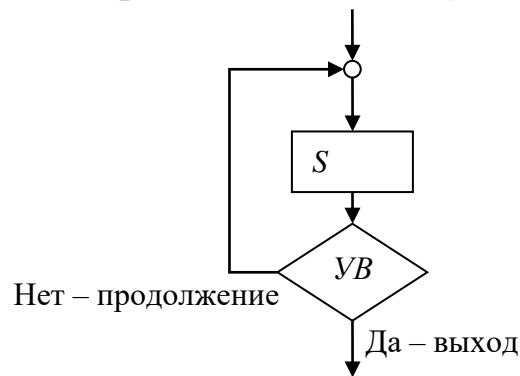 S
УВ
Нет – продолжение
Да – выход